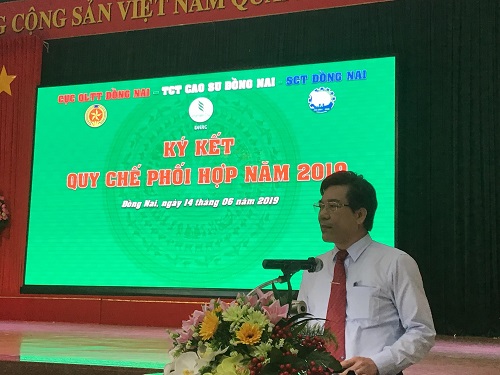 G CỘNG SẢN VIỆT NAM QUA
CỤC QLTT ĐỒNG NAI - TCT CAO SU ĐỒNG NAI - SCT ĐỒNG NAI
KÝ KẾT
QUY CHẾ PHỐI HỢP NĂM 2019
Đồng Nai, ngày 14 tháng 06 năm 2019